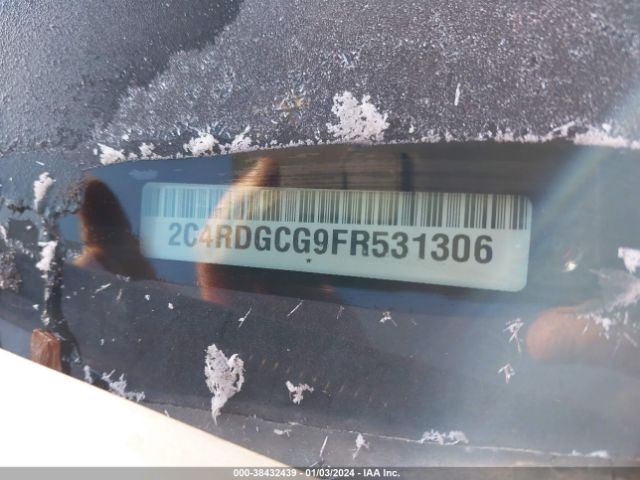 2C4RDGCG9FR531306
*
000-38432439 - 01/03/2024 - IAA Inc.